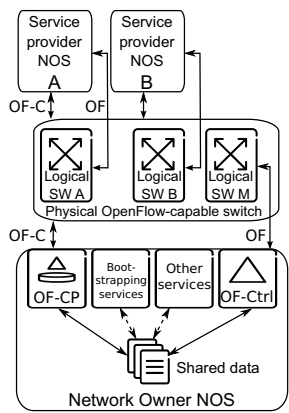 Service
provider
NOS
A
Service
provider
NOS
B
OF-C
OF
Logical
SW A
Logical
SW B
Logical
SW M
Physical OpenFlow-capable switch
OF-C
OF
OF-CP
Boot-
strapping
services
Other
services
OF-Ctrl
Shared data
Network Owner NOS